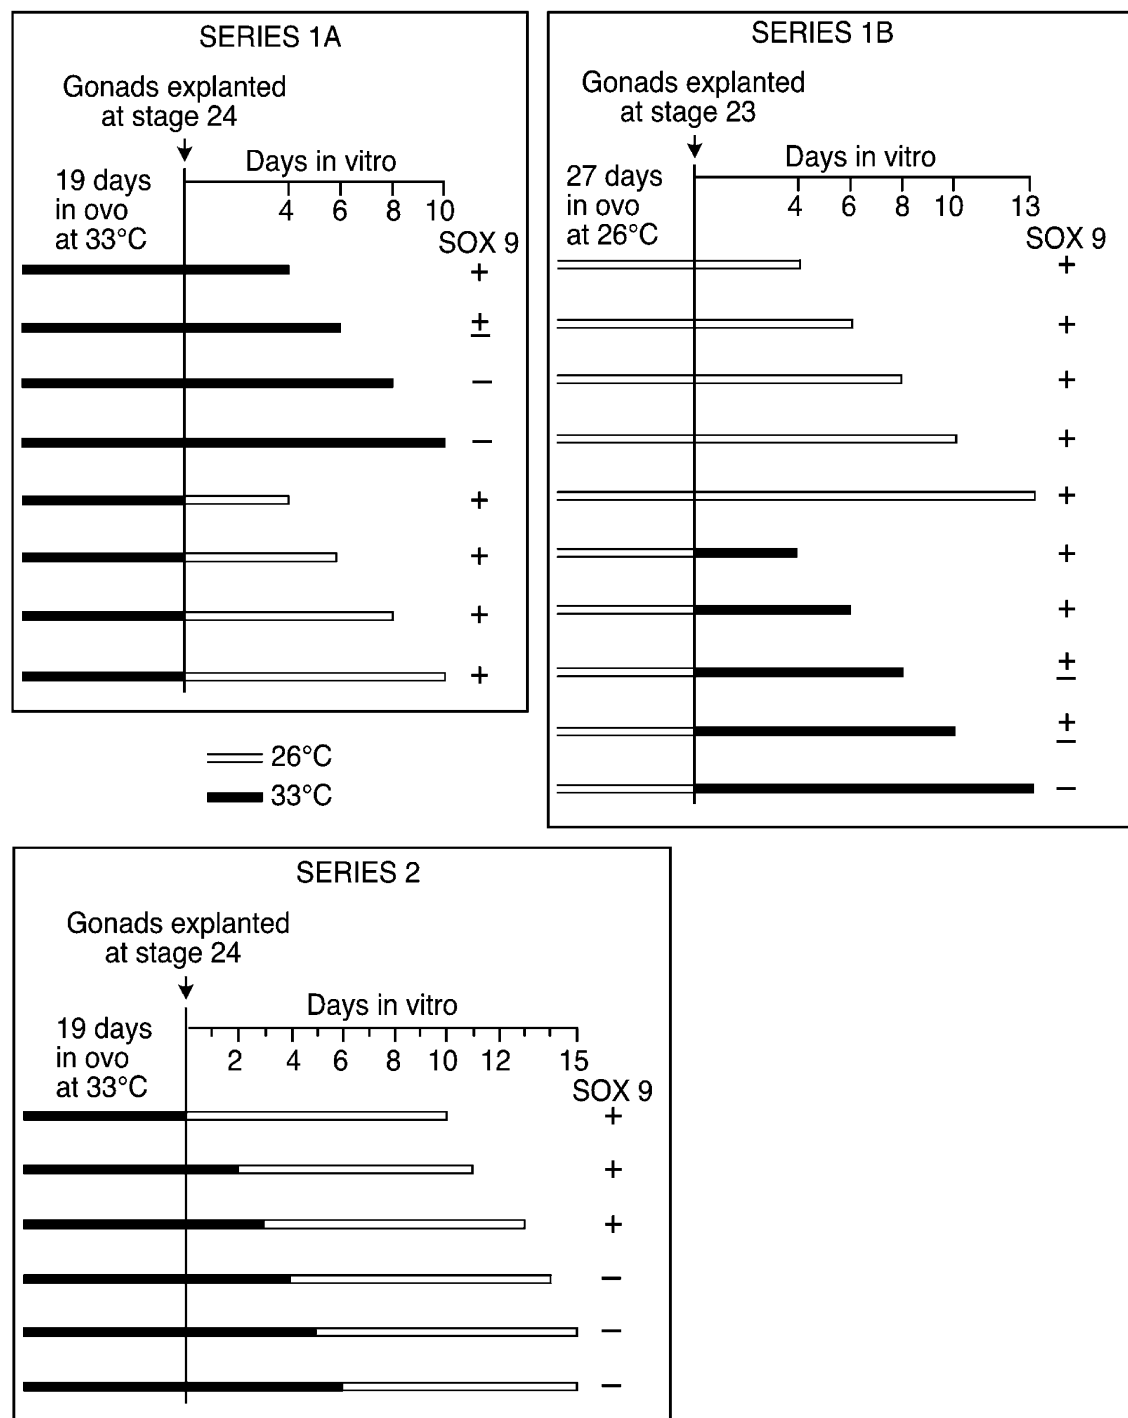 SERIES 1A
Gonads explanted
at stage 24
Days in vitro
19 days
in ovo
at 33°C
4 6 8 10
SOX 9
+
±
−
−
+
+
+
+
26°C
33°C
SERIES 1B
Gonads explanted
at stage 23
Days in vitro
27 days
in ovo
at 26°C
4 6 8 10 13
SOX 9
+
+
+
+
+
+
+
±
±
−
SERIES 2
Gonads explanted
at stage 24
Days in vitro
19 days
in ovo
at 33°C
2 4 6 8 10 12 15
SOX 9
+
+
+
−
−
−